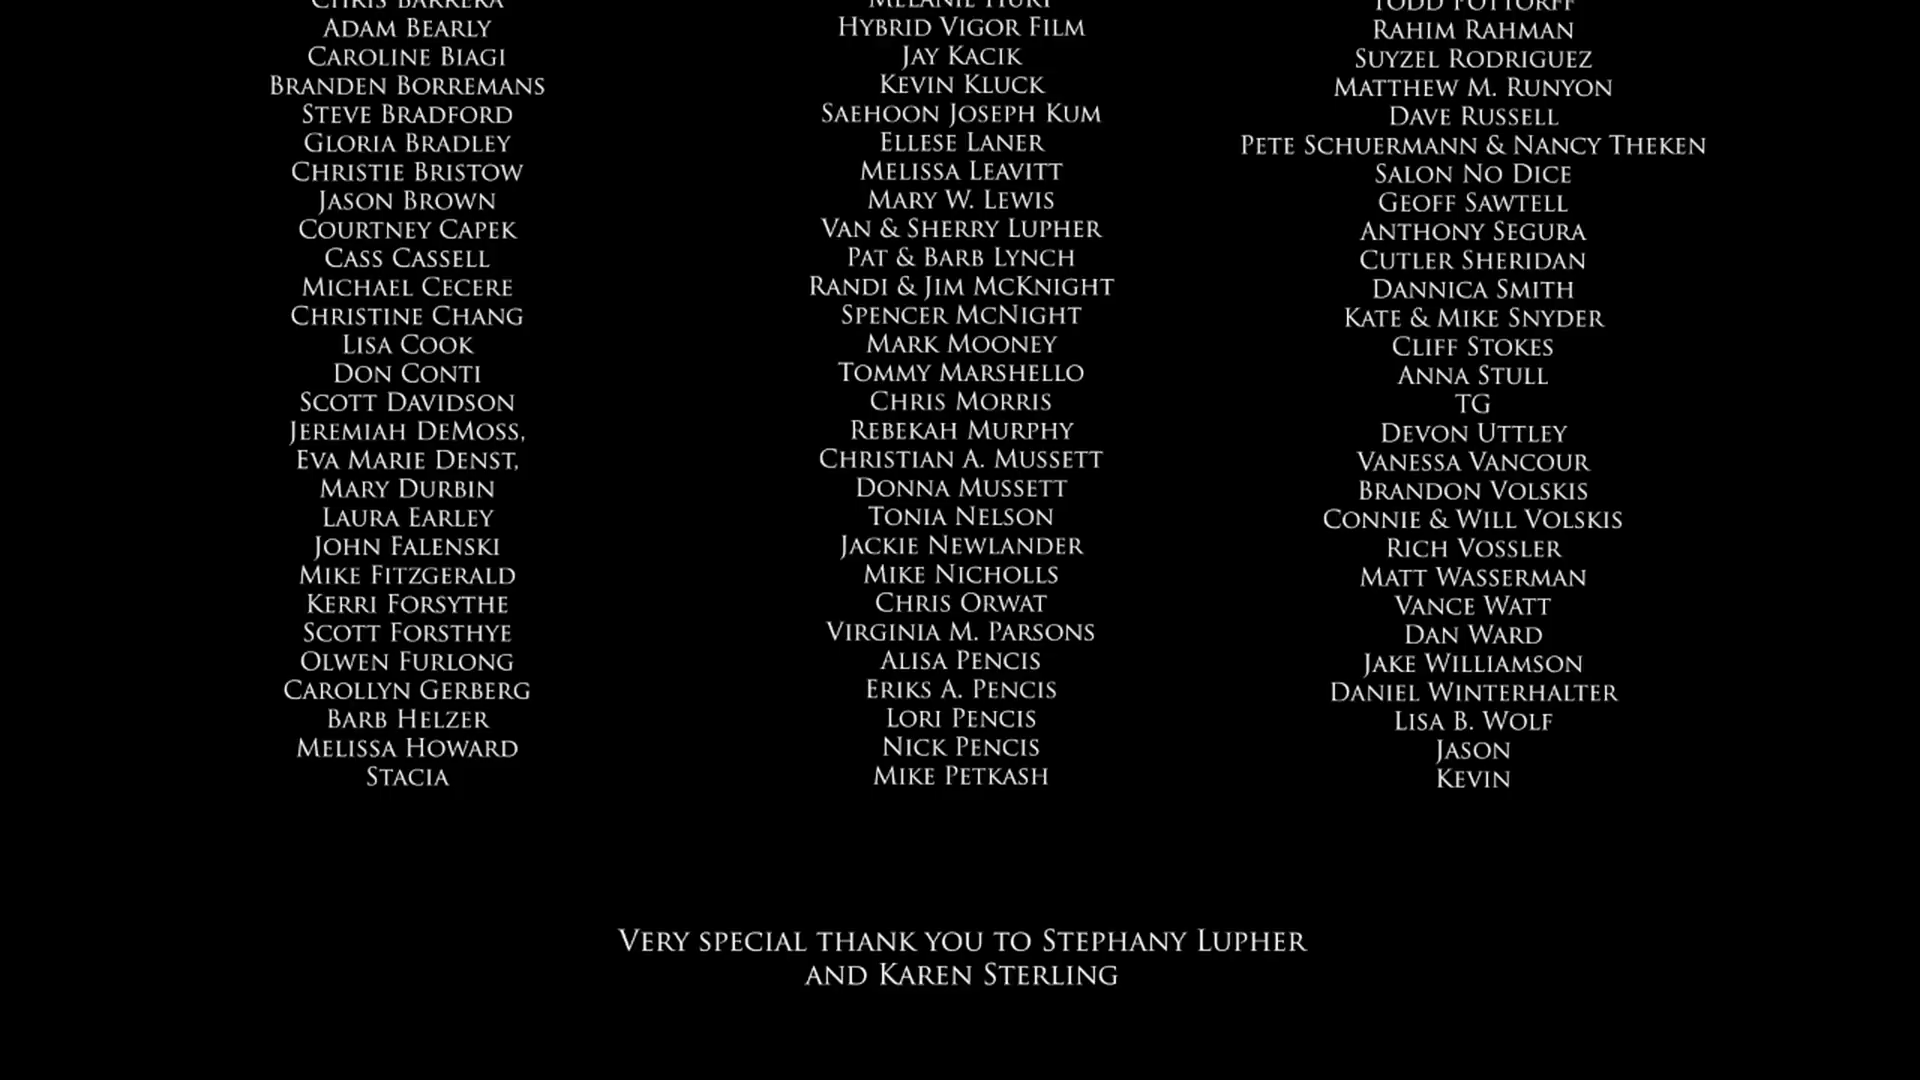 Chris Barrera
Adam Bearly
Caroline Biagi
Branden Borremans
Steve Bradford
Gloria Bradley
Christie Bristow
Jason Brown
Courtney Capek
Cass Cassell
Michael Cecere
Christine Chang
Lisa Cook
Don Conti
Scott Davidson
Jeremiah DeMoss,
Eva Marie Denst,
Mary Durbin
Laura Earley
John Falenski
Mike Fitzgerald
Kerri Forsythe
Scott Forsthye
Olwen Furlong
Carollyn Gerberg
Barb Helzer
Melissa Howard
Stacia
Melanie Hurt
Hybrid Vigor Film
Jay Kacik
Kevin Kluck
Saehoon Joseph Kum
Ellese Laner
Melissa Leavitt
Mary W. Lewis
Van & Sherry Lupher
Pat & Barb Lynch
Randi & Jim McKnight
Spencer McNight
Mark Mooney
Tommy Marshello
Chris Morris
Rebekah Murphy
Christian A. Mussett
Donna Mussett
Tonia Nelson
Jackie Newlander
Mike Nicholls
Chris Orwat
Virginia M. Parsons
Alisa Pencis
Eriks A. Pencis
Lori Pencis
Nick Pencis
Mike Petkash
Todd Pottorff
Rahim Rahman
Suyzel Rodriguez
Matthew M. Runyon
Dave Russell
Pete Schuermann & Nancy Theken
Salon No Dice
Geoff Sawtell
Anthony Segura
Cutler Sheridan
Dannica Smith
Kate & Mike Snyder
Cliff Stokes
Anna Stull
TG
Devon Uttley
Vanessa Vancour
Brandon Volskis
Connie & Will Volskis
Rich Vossler
Matt Wasserman
Vance Watt
Dan Ward
Jake Williamson
Daniel Winterhalter
Lisa B. Wolf
Jason
Kevin
Very special thank you to Stephany Lupher
and Karen Sterling